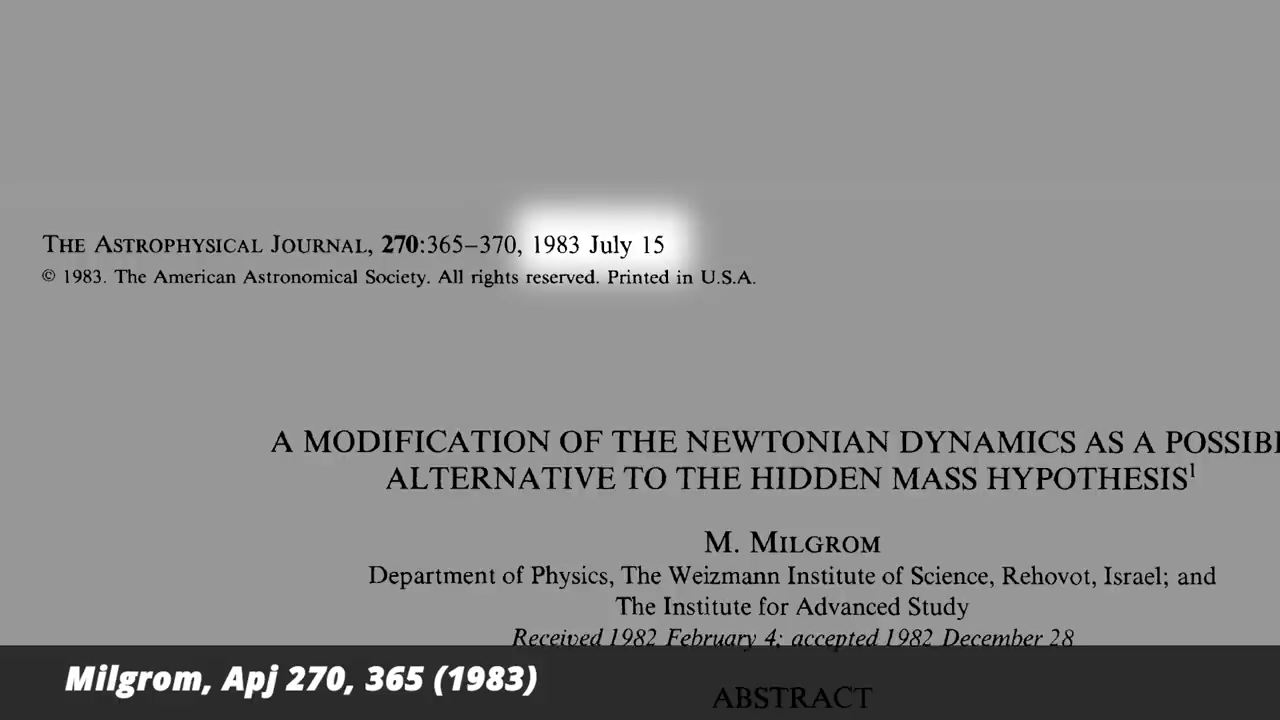 THE ASTROPHYSICAL JOURNAL, 270:365–370, 1983 July 15
© 1983. The American Astronomical Society. All rights reserved. Printed in U.S.A.
A MODIFICATION OF THE NEWTONIAN DYNAMICS AS A POSSIB
ALTERNATIVE TO THE HIDDEN MASS HYPOTHESIS¹
M. MILGROM
Department of Physics, The Weizmann Institute of Science, Rehovot, Israel; and
The Institute for Advanced Study
Received 1982 February 4; accepted 1982 December 28
Milgrom, Apj 270, 365 (1983)
ABSTRACT